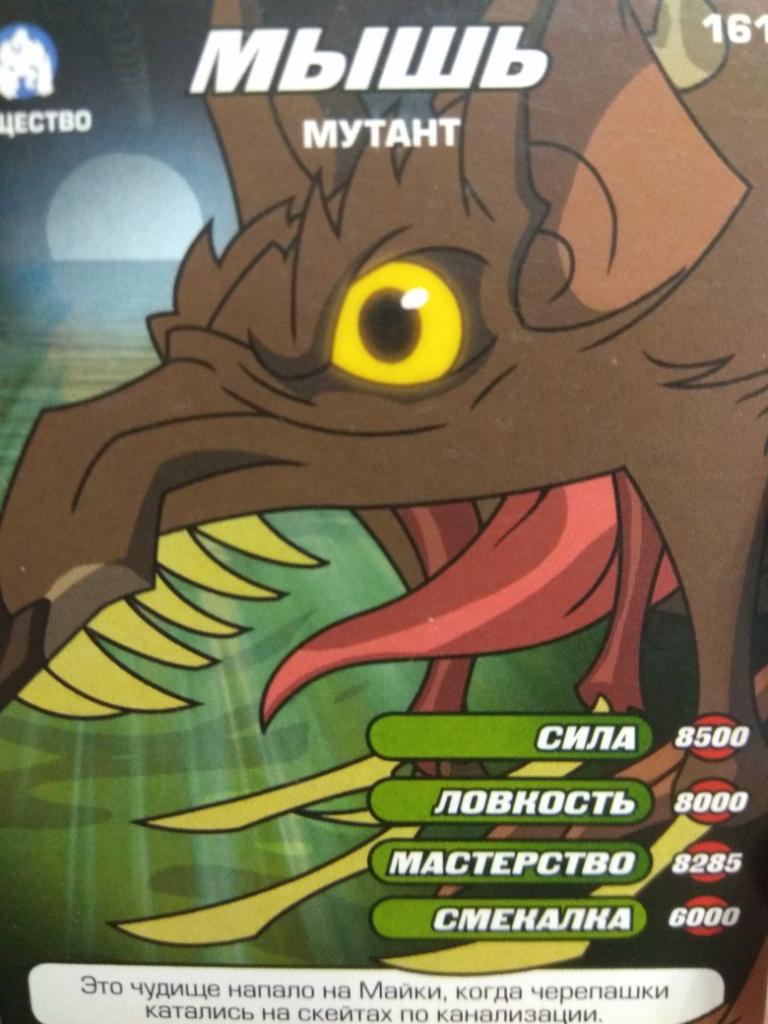 МЫШЬ
161
ЩЕСТВО
МУТАНТ
СИЛА 8500
ЛОВКОСТЬ 8000
МАСТЕРСТВО 8285
СМЕКАЛКА 6000
Это чудище напало на Майки, когда черепашки
катались на скейтах по канализации.